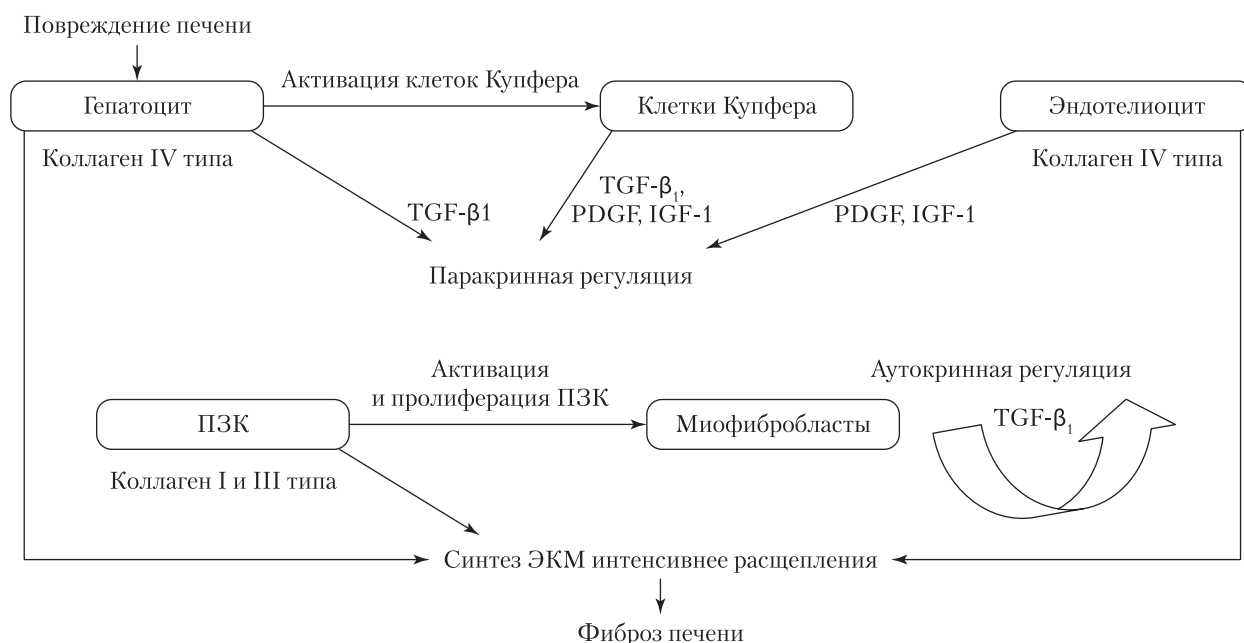 Повреждение печени
Активация клеток Купфера
Гепатоцит
Клетки Купфера
Эндотелиоцит
Коллаген IV типа
Коллаген IV типа
TGF-β1
TGF-β₁,
PDGF, IGF-1
PDGF, IGF-1
Паракринная регуляция
Активация
и пролиферация ПЗК
Аутокринная регуляция
ПЗК
Миофибробласты
TGF-β₁
Коллаген I и III типа
Синтез ЭКМ интенсивнее расщепления
Фиброз печени